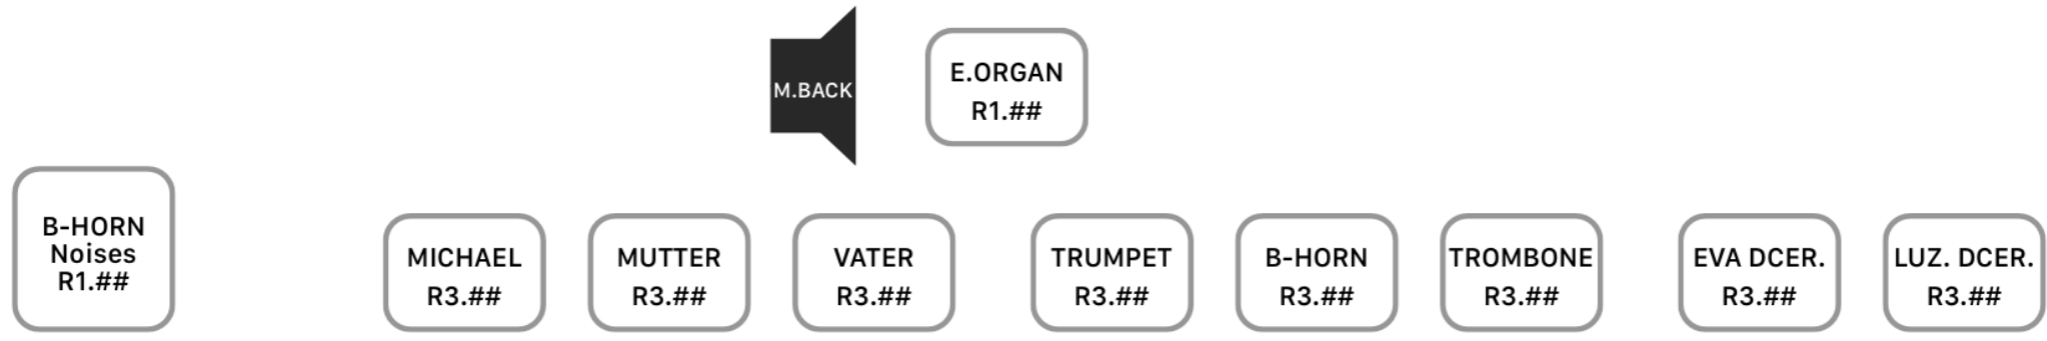 M.BACK
E.ORGAN
R1.##
B-HORN
Noises
R1.##
MICHAEL
R3.##
MUTTER
R3.##
VATER
R3.##
TRUMPET
R3.##
B-HORN
R3.##
TROMBONE
R3.##
EVA DCER.
R3.##
LUZ. DCER.
R3.##